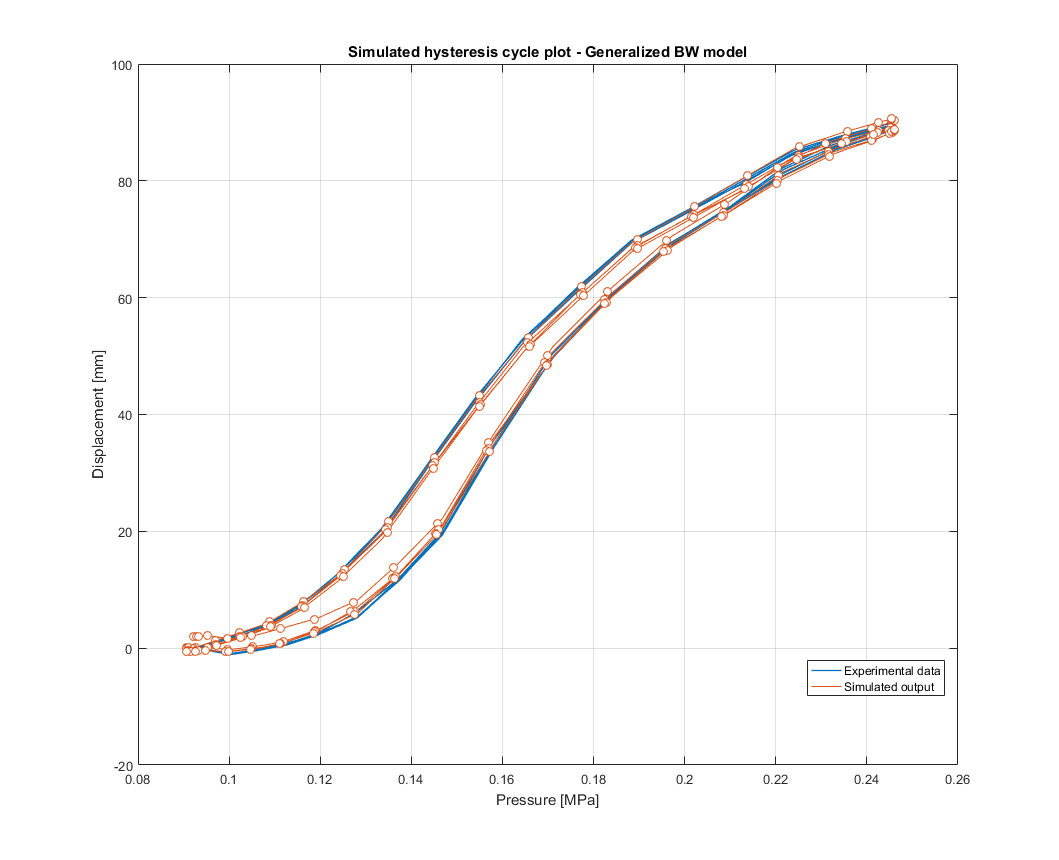 Simulated hysteresis cycle plot - Generalized BW model
100
80
60
40
20
0
-20
Displacement [mm]
Experimental data
Simulated output
0.08 0.1 0.12 0.14 0.16 0.18 0.2 0.22 0.24 0.26
Pressure [MPa]